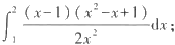 ∫₁² (x-1)(x²-x+1)/2x² dx;